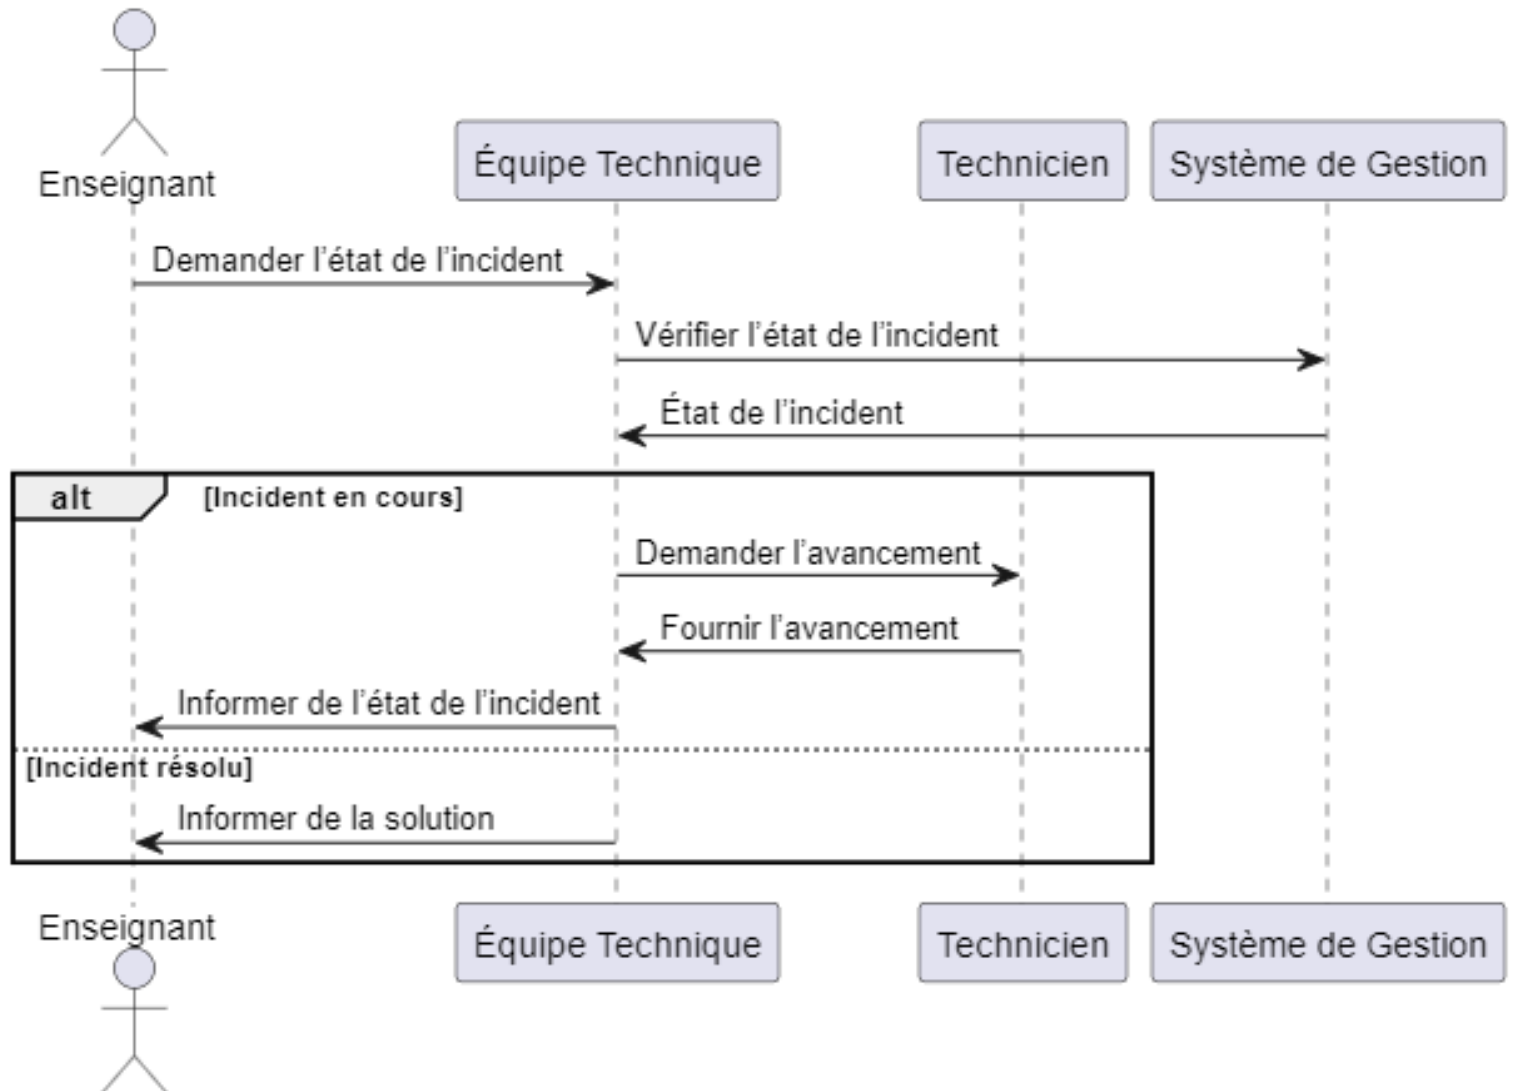 Enseignant
Équipe Technique
Technicien
Système de Gestion
Demander l’état de l’incident
Vérifier l’état de l’incident
État de l’incident
alt
[Incident en cours]
Demander l’avancement
Fournir l’avancement
Informer de l’état de l’incident
[Incident résolu]
Informer de la solution
Enseignant
Équipe Technique
Technicien
Système de Gestion